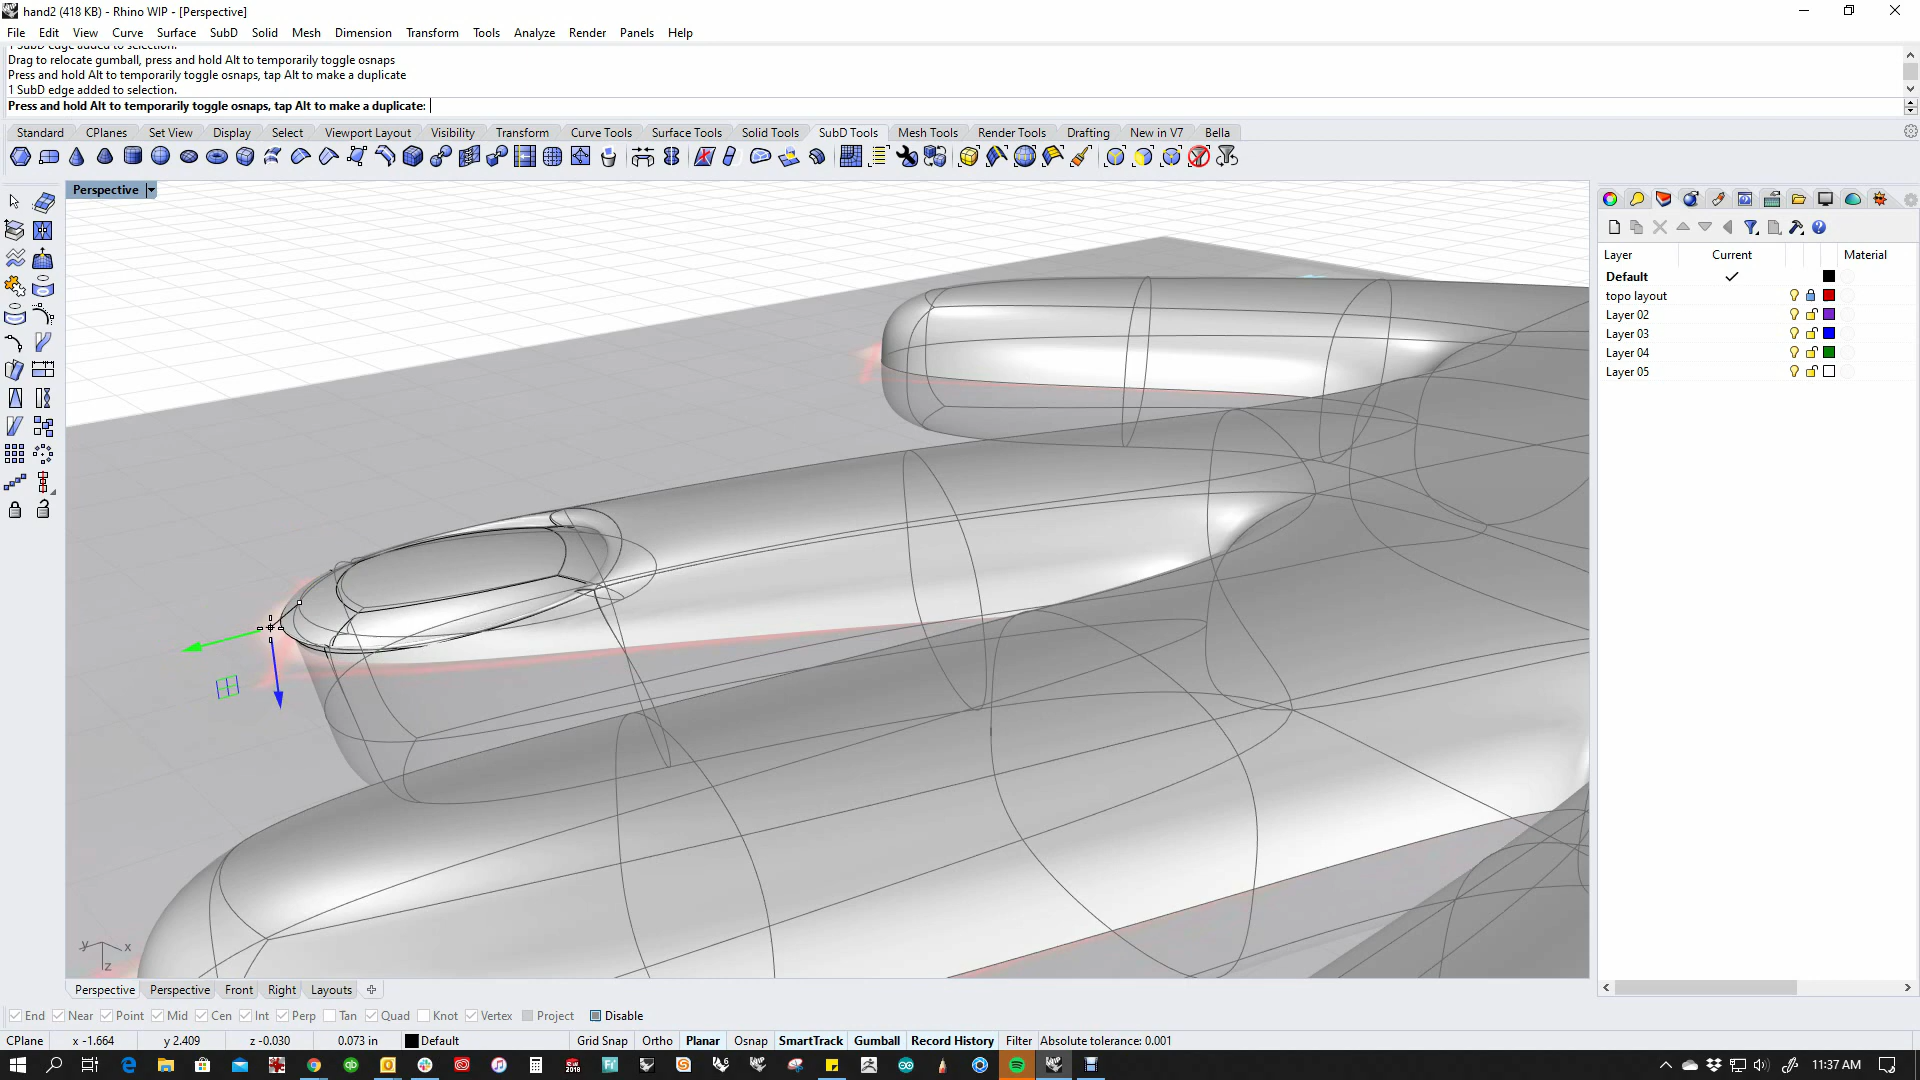 hand2 (418 KB) - Rhino WIP - [Perspective]
File Edit View Curve Surface SubD Solid Mesh Dimension Transform Tools Analyze Render Panels Help
1 SubD edge added to selection.
Drag to relocate gumball, press and hold Alt to temporarily toggle osnaps
Press and hold Alt to temporarily toggle osnaps, tap Alt to make a duplicate
1 SubD edge added to selection.
Press and hold Alt to temporarily toggle osnaps, tap Alt to make a duplicate:
Standard CPlanes Set View Display Select Viewport Layout Visibility Transform Curve Tools Surface Tools Solid Tools SubD Tools Mesh Tools Render Tools Drafting New in V7 Bella
Perspective
Layer Current Material
Default
topo layout
Layer 02
Layer 03
Layer 04
Layer 05
y x
z
Perspective Perspective Front Right Layouts
End Near Point Mid Cen Int Perp Tan Quad Knot Vertex Project Disable
CPlane x -1.664 y 2.409 z -0.030 0.073 in Default Grid Snap Ortho Planar Osnap SmartTrack Gumball Record History Filter Absolute tolerance: 0.001
11:37 AM